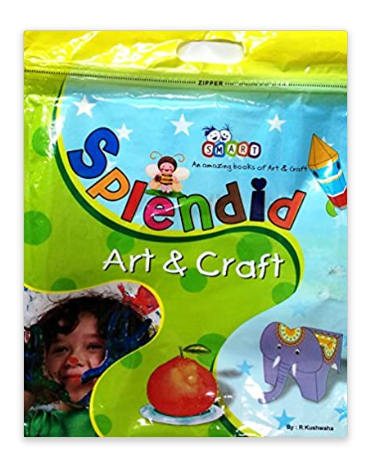 ZIPPER
SMART
An amazing books of Art & Craft
Splendid
Art & Craft
By : R.Kushwaha